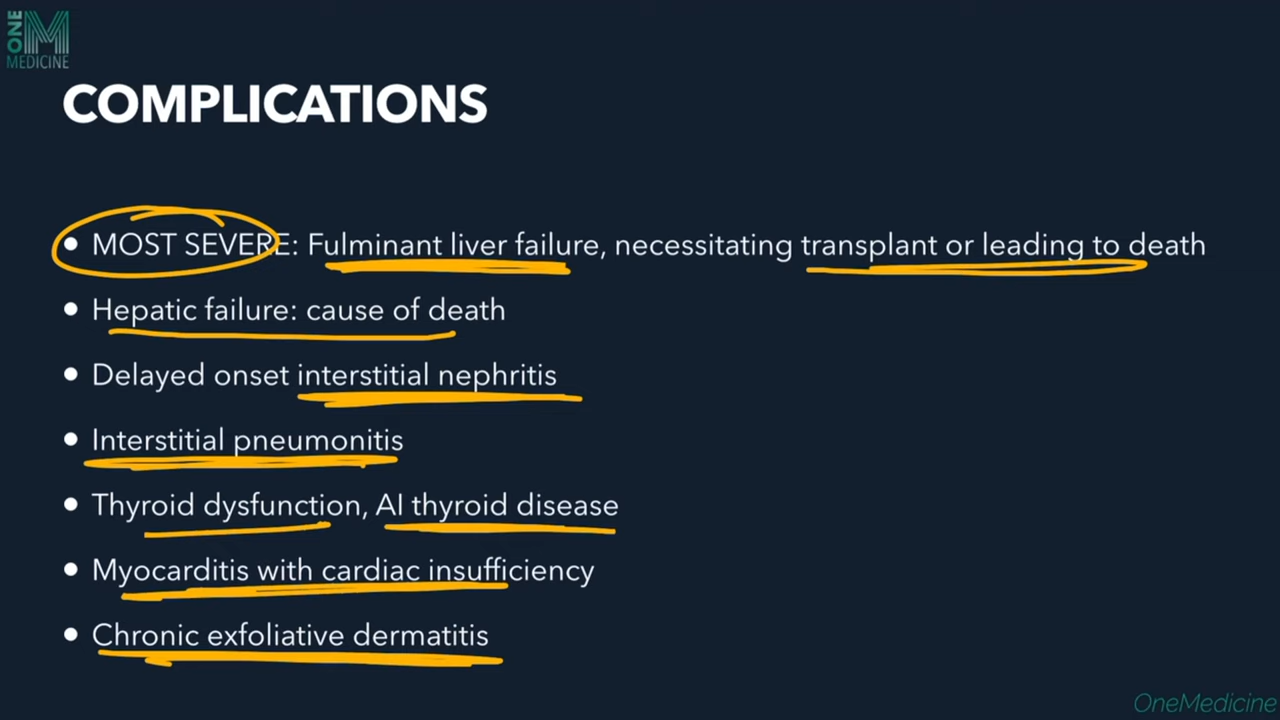 ONE
M
MEDICINE
COMPLICATIONS
• MOST SEVERE: Fulminant liver failure, necessitating transplant or leading to death
• Hepatic failure: cause of death
• Delayed onset interstitial nephritis
• Interstitial pneumonitis
• Thyroid dysfunction, AI thyroid disease
• Myocarditis with cardiac insufficiency
• Chronic exfoliative dermatitis
OneMedicine